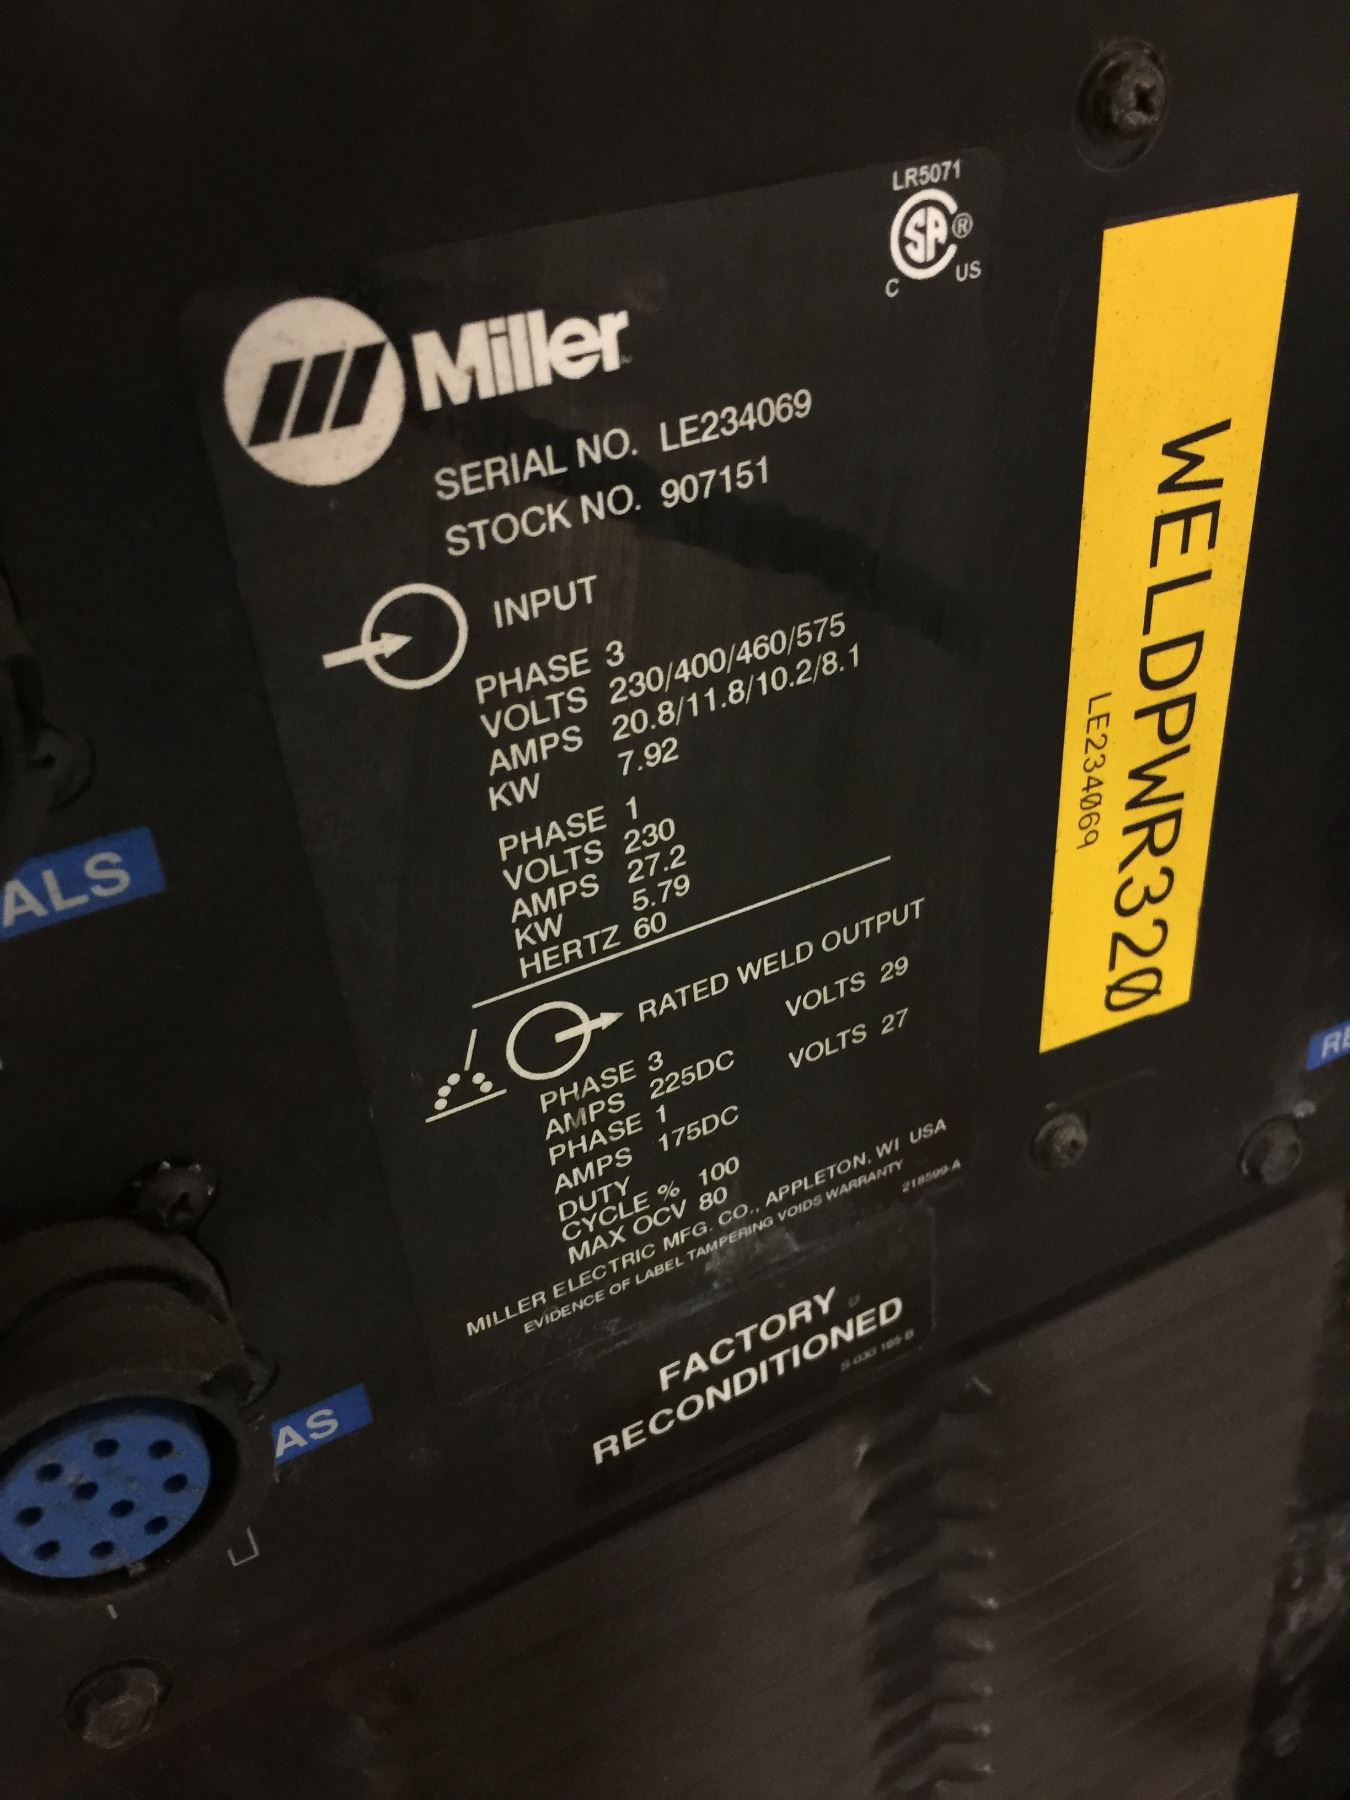 LR5071
SA ®
C US
Miller
SERIAL NO. LE234069
STOCK NO. 907151
INPUT
PHASE 3
VOLTS 230/400/460/575
AMPS 20.8/11.8/10.2/8.1
KW 7.92
PHASE 1
VOLTS 230
AMPS 27.2
KW 5.79
HERTZ 60
RATED WELD OUTPUT
PHASE 3
AMPS 225DC VOLTS 29
PHASE 1
AMPS 175DC VOLTS 27
DUTY
CYCLE % 100
MAX OCV 80
MILLER ELECTRIC MFG. CO., APPLETON, WI USA
EVIDENCE OF LABEL TAMPERING VOIDS WARRANTY
218599-A
FACTORY
RECONDITIONED
S-030 165-B
WELDPWR320
LE234069
ALS
AS